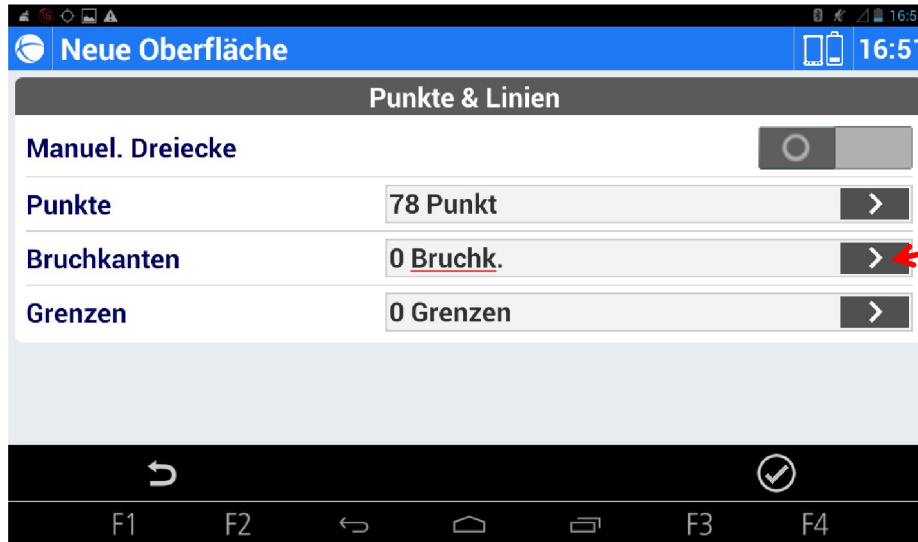 16:5
Neue Oberfläche 16:51
Punkte & Linien
Manuel. Dreiecke
Punkte 78 Punkt
Bruchkanten 0 Bruchk.
Grenzen 0 Grenzen
F1 F2 F3 F4